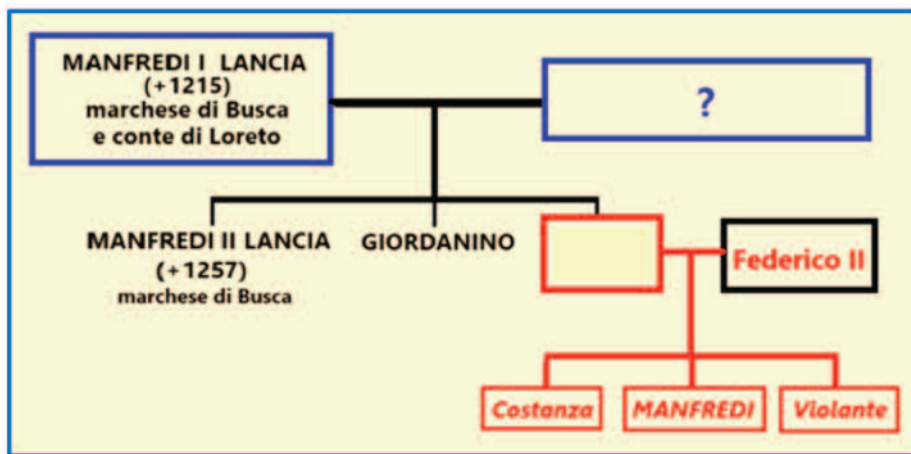 MANFREDI I LANCIA
(+1215)
marchese di Busca
e conte di Loreto
?
MANFREDI II LANCIA
(+1257)
marchese di Busca
GIORDANINO
Federico II
Costanza
MANFREDI
Violante